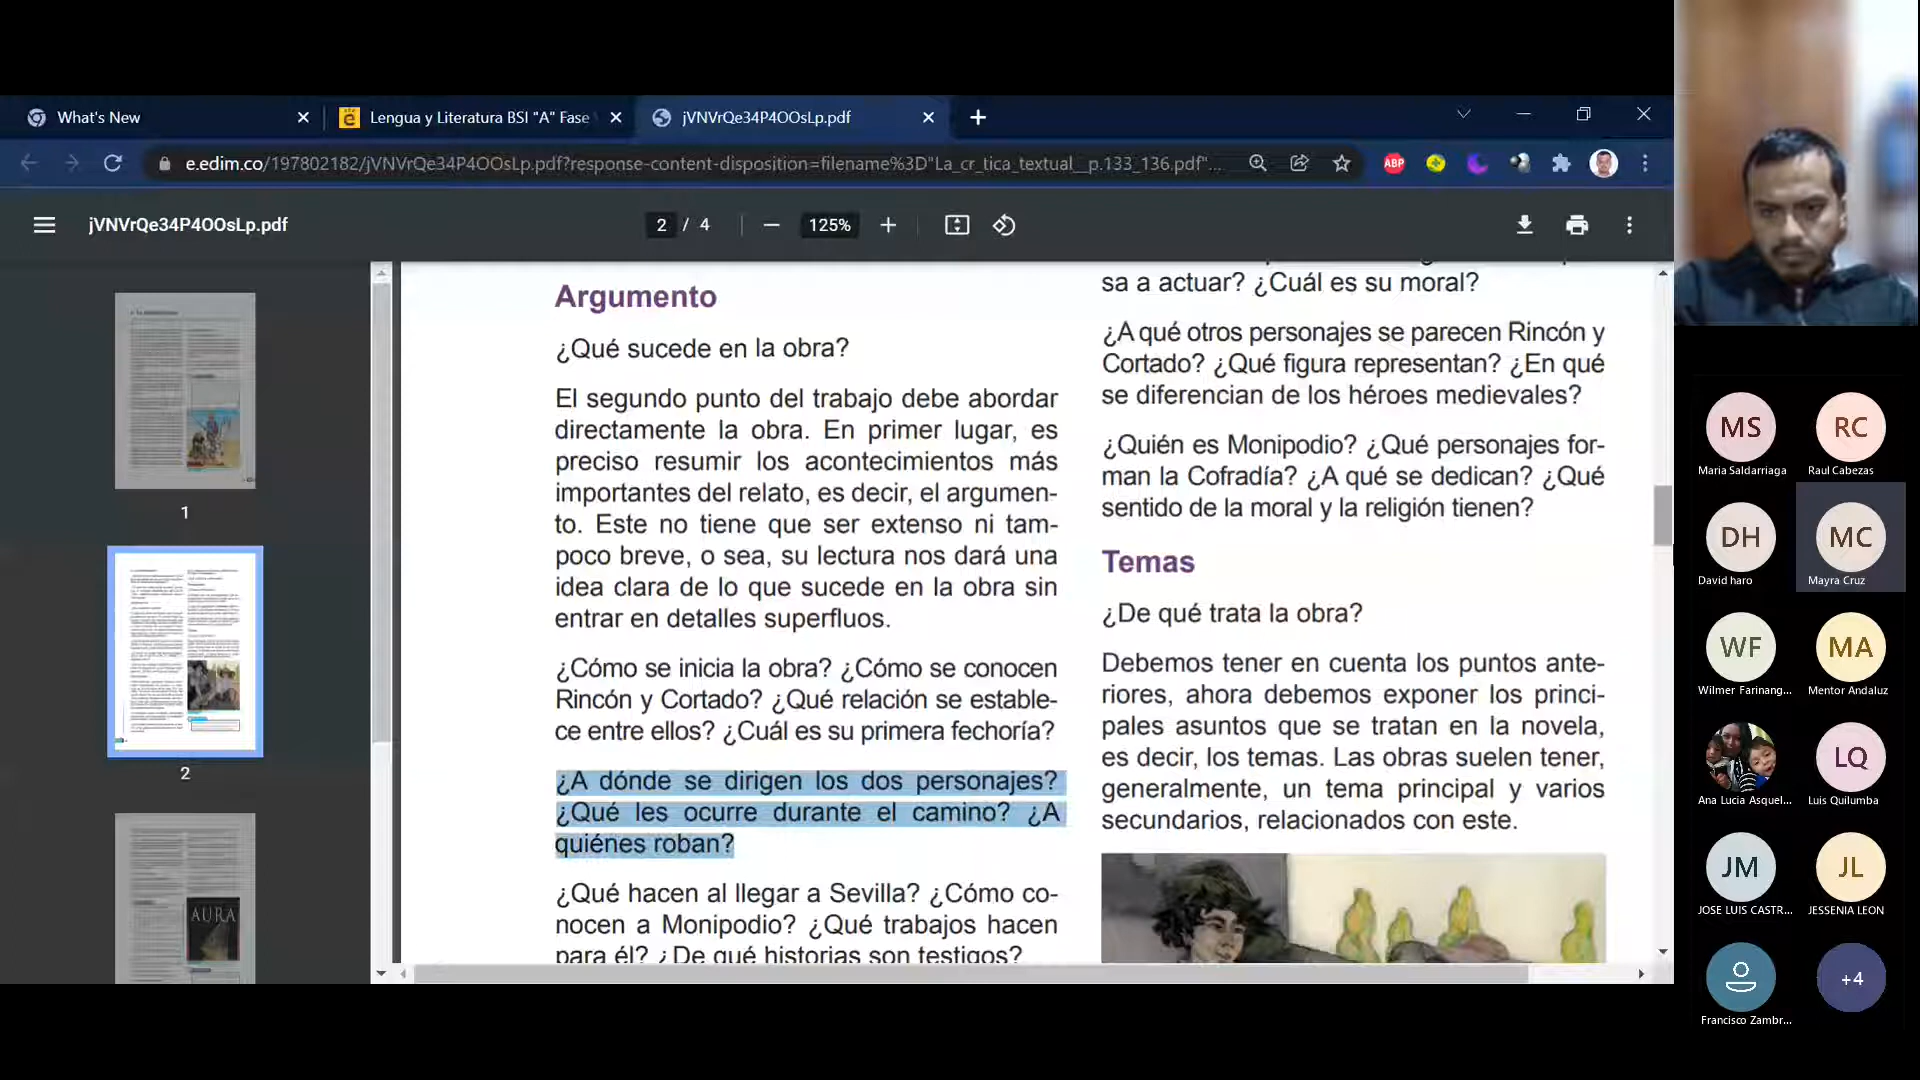 What's New
Lengua y Literatura BSI "A" Fase
jVNVrQe34P4OOsLp.pdf
e.edim.co/197802182/jVNVrQe34P4OOsLp.pdf?response-content-disposition=filename%3D"La_cr_tica_textual__p.133_136.pdf"...
ABP
jVNVrQe34P4OOsLp.pdf
2 / 4
125%
1
2
AURA
Argumento
¿Qué sucede en la obra?
El segundo punto del trabajo debe abordar
directamente la obra. En primer lugar, es
preciso resumir los acontecimientos más
importantes del relato, es decir, el argumen-
to. Este no tiene que ser extenso ni tam-
poco breve, o sea, su lectura nos dará una
idea clara de lo que sucede en la obra sin
entrar en detalles superfluos.
¿Cómo se inicia la obra? ¿Cómo se conocen
Rincón y Cortado? ¿Qué relación se estable-
ce entre ellos? ¿Cuál es su primera fechoría?
¿A dónde se dirigen los dos personajes?
¿Qué les ocurre durante el camino? ¿A
quiénes roban?
¿Qué hacen al llegar a Sevilla? ¿Cómo co-
nocen a Monipodio? ¿Qué trabajos hacen
para él? ¿De qué historias son testigos?
sa a actuar? ¿Cuál es su moral?
¿A qué otros personajes se parecen Rincón y
Cortado? ¿Qué figura representan? ¿En qué
se diferencian de los héroes medievales?
¿Quién es Monipodio? ¿Qué personajes for-
man la Cofradía? ¿A qué se dedican? ¿Qué
sentido de la moral y la religión tienen?
Temas
¿De qué trata la obra?
Debemos tener en cuenta los puntos ante-
riores, ahora debemos exponer los princi-
pales asuntos que se tratan en la novela,
es decir, los temas. Las obras suelen tener,
generalmente, un tema principal y varios
secundarios, relacionados con este.
MS
RC
Maria Saldarriaga
Raul Cabezas
DH
MC
David haro
Mayra Cruz
WF
MA
Wilmer Farinang...
Mentor Andaluz
LQ
Ana Lucia Asquel...
Luis Quilumba
JM
JL
JOSE LUIS CASTR...
JESSENIA LEON
+4
Francisco Zambr...